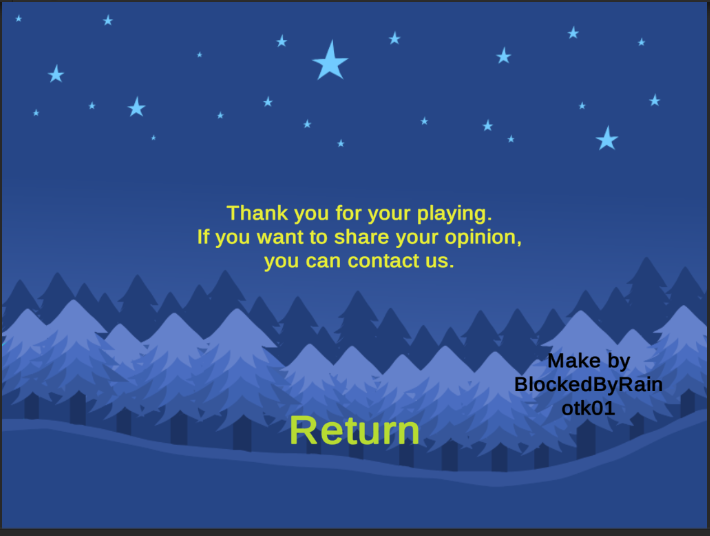 Thank you for your playing.
If you want to share your opinion,
you can contact us.
Make by
BlockedByRain
otk01
Return